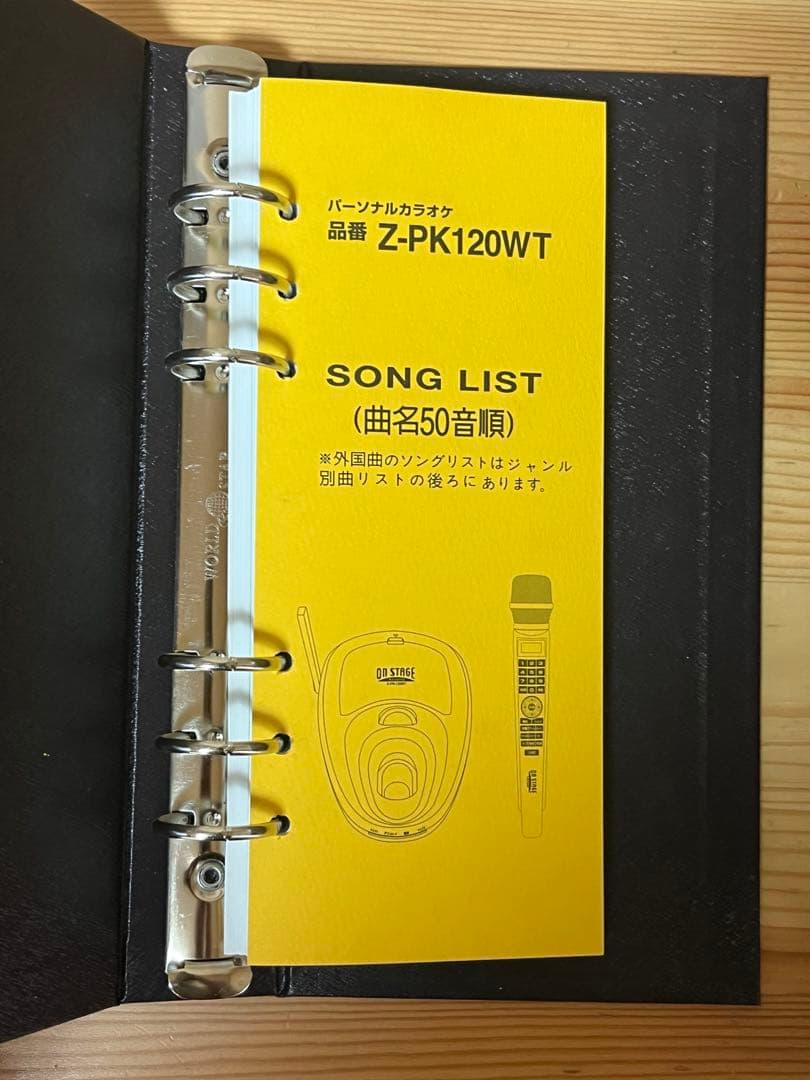 パーソナルカラオケ
品番 Z-PK120WT
SONG LIST
(曲名50音順)
※外国曲のソングリストはジャンル
別曲リストの後ろにあります。
ON STAGE
ON STAGE
WORLD STAR